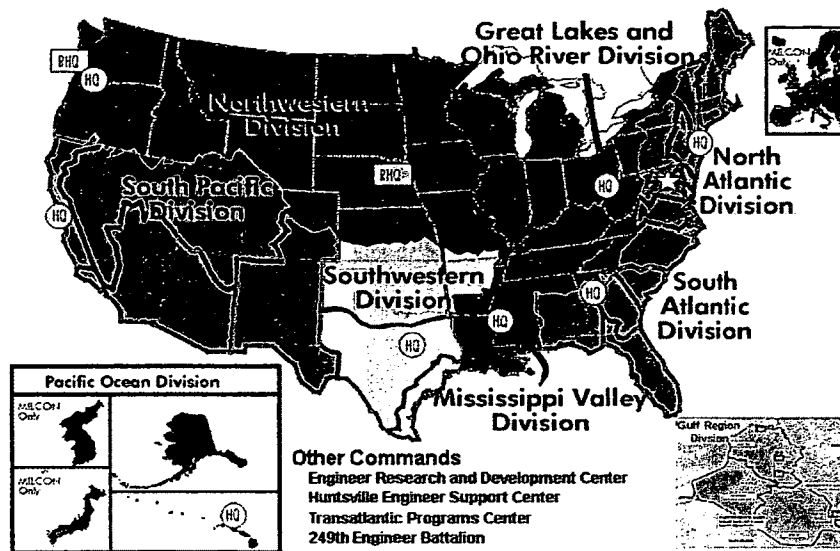 Great Lakes and
Ohio River Division
MILCON
Only
RHQ
HQ
Northwestern
Division
HQ
North
Atlantic
Division
RHQ
HQ
South Pacific
Division
HQ
Southwestern
Division
HQ
South
Atlantic
Division
HQ
HQ
Mississippi Valley
Division
Pacific Ocean Division
MILCON
Only
MILCON
Only
HQ
Gulf Region
Division
Other Commands
Engineer Research and Development Center
Huntsville Engineer Support Center
Transatlantic Programs Center
249th Engineer Battalion